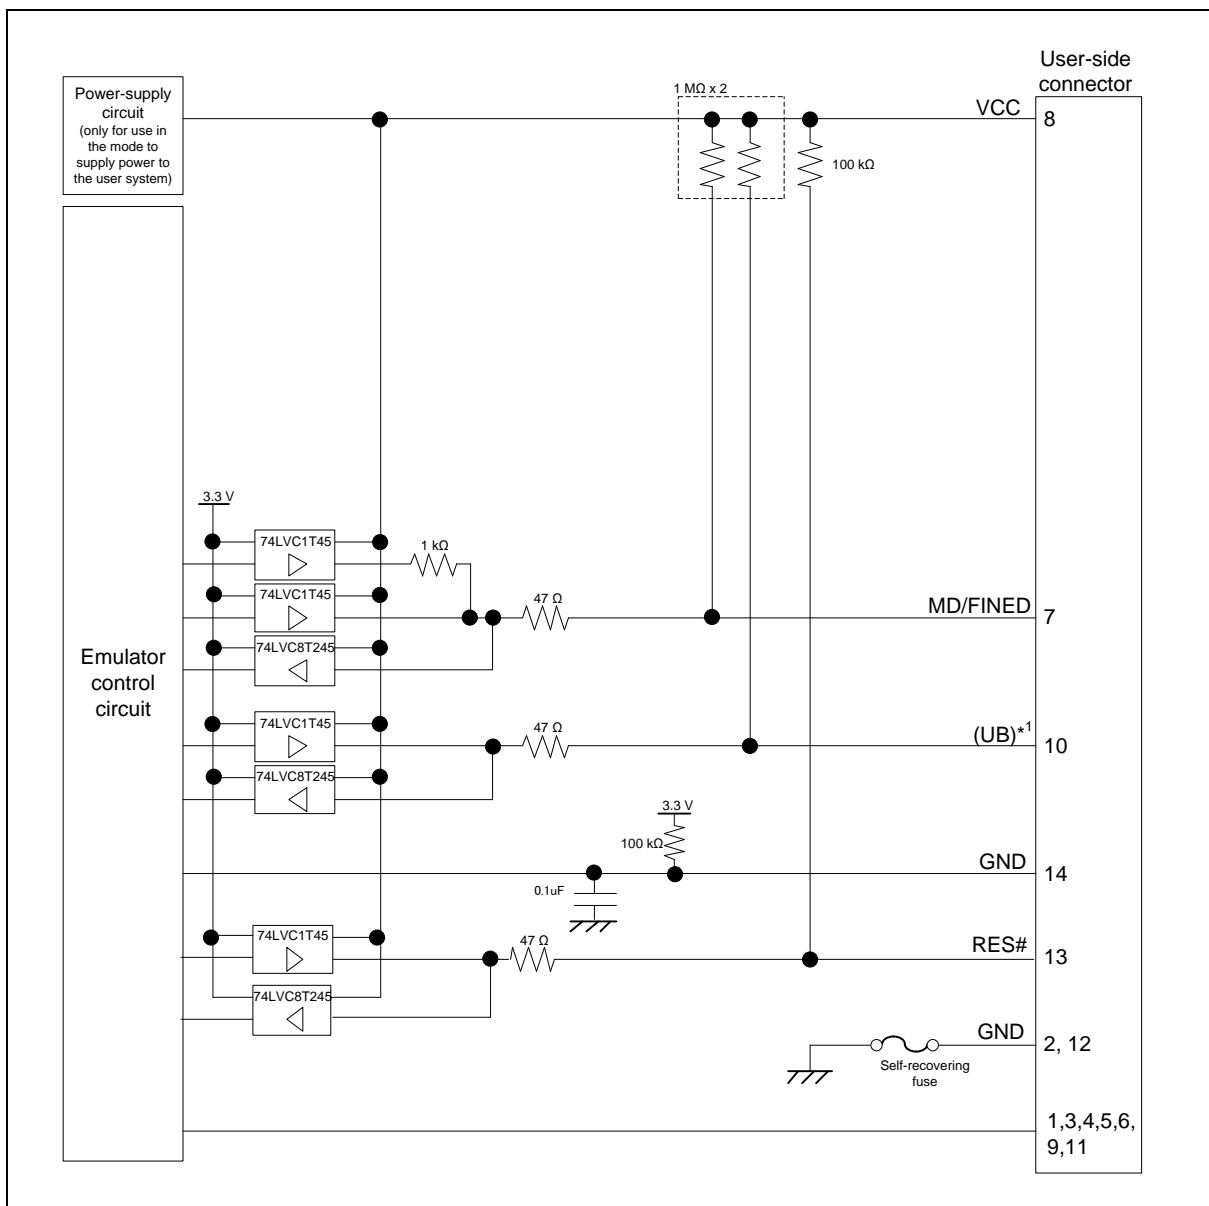 User-side
connector
Power-supply
circuit
(only for use in
the mode to
supply power to
the user system)
1 MΩ x 2
VCC
8
100 kΩ
3.3 V
74LVC1T45
1 kΩ
74LVC1T45
47 Ω
MD/FINED
7
74LVC8T245
Emulator
control
circuit
74LVC1T45
47 Ω
(UB)*1
10
74LVC8T245
3.3 V
100 kΩ
GND
14
0.1uF
74LVC1T45
47 Ω
RES#
13
74LVC8T245
GND
2, 12
Self-recovering
fuse
1,3,4,5,6,
9,11